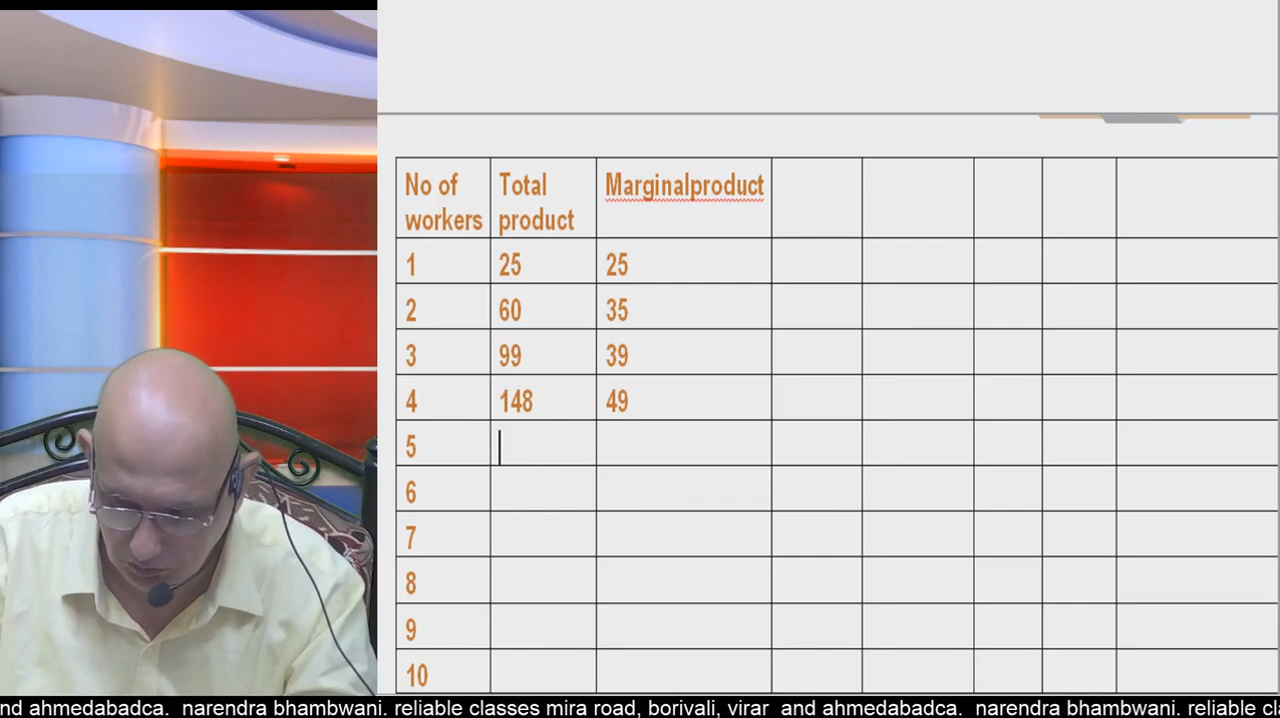 No of workers Total product Marginalproduct
1 25 25
2 60 35
3 99 39
4 148 49
5
6
7
8
9
10
nd ahmedabadca. narendra bhambwani. reliable classes mira road, borivali, virar and ahmedabadca. narendra bhambwani. reliable cl